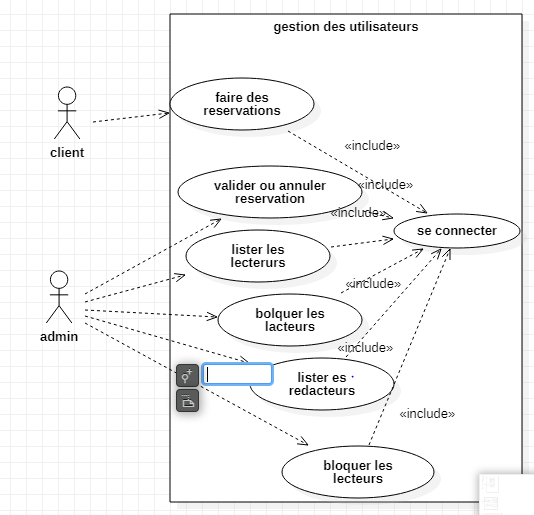 gestion des utilisateurs
faire des
reservations
client
«include»
valider ou annuler
reservation
«include»
«include»
se connecter
lister les
lecterurs
«include»
bolquer les
lacteurs
admin
«include»
lister es
redacteurs
«include»
bloquer les
lecteurs